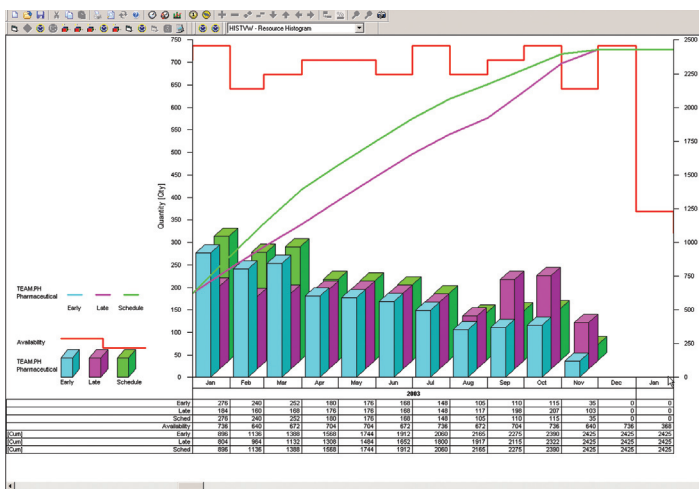 HISTVW - Resource Histogram
750
700
650
600
550
500
450
400
350
300
250
200
150
100
50
0
Quantity [Qty]
2500
2250
2000
1750
1500
1250
1000
750
500
250
0
TEAM.PH
Pharmaceutical
Early Late Schedule
Availability
TEAM.PH
Pharmaceutical
Early Late Schedule
Jan Feb Mar Apr May Jun Jul Aug Sep Oct Nov Dec Jan
2003
Early 276 240 252 180 176 168 148 105 110 115 35 0 0
Late 184 160 168 176 176 168 148 117 198 207 103 0 0
Sched 276 240 252 180 176 168 148 105 110 115 35 0 0
Availability 736 640 672 704 704 672 736 672 704 736 640 736 368
[Cum] Early 896 1136 1388 1568 1744 1912 2060 2165 2275 2390 2425 2425 2425
[Cum] Late 804 964 1132 1308 1484 1652 1800 1917 2115 2322 2425 2425 2425
[Cum] Sched 896 1136 1388 1568 1744 1912 2060 2165 2275 2390 2425 2425 2425